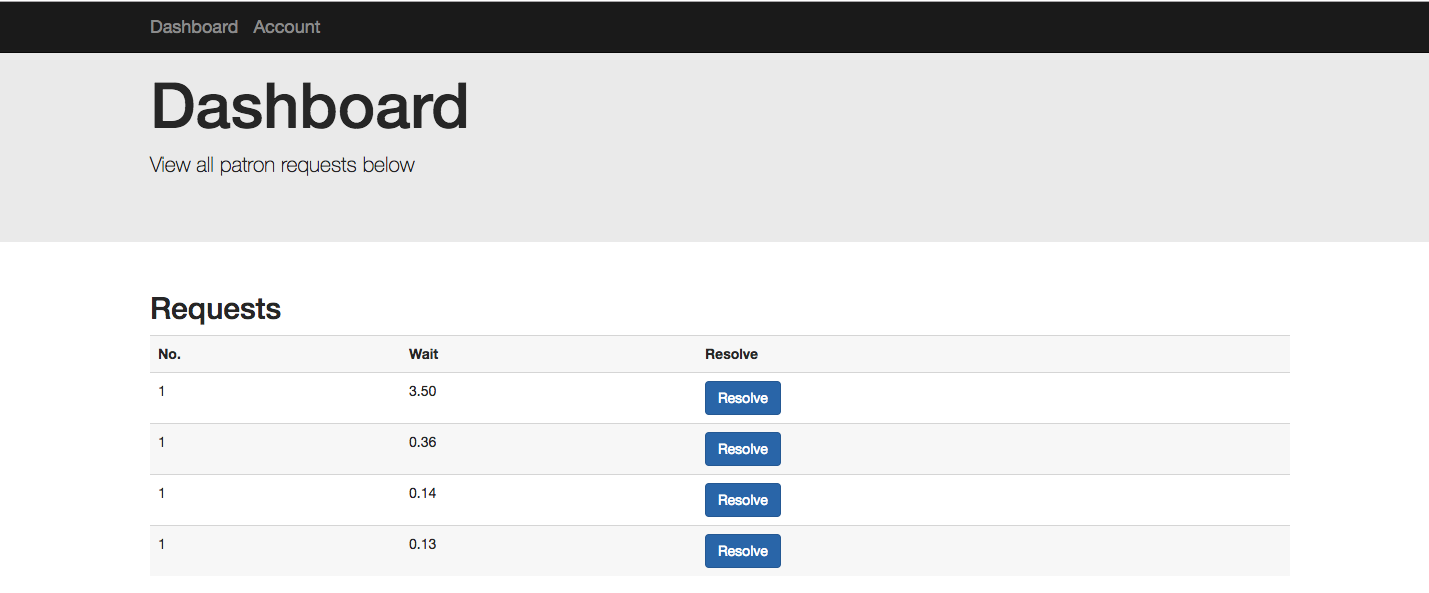 Dashboard Account
Dashboard
View all patron requests below
Requests
No. Wait Resolve
1 3.50 Resolve
1 0.36 Resolve
1 0.14 Resolve
1 0.13 Resolve